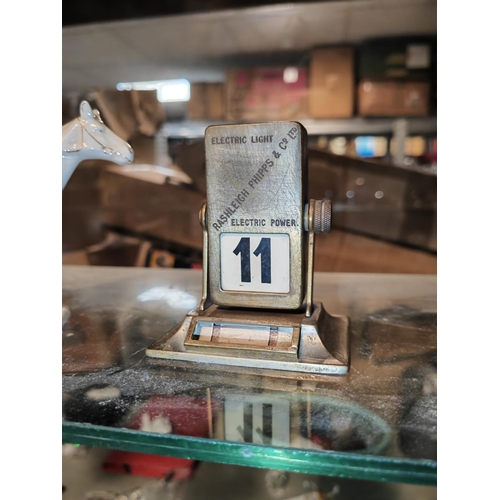 ELECTRIC LIGHT
RASHLEIGH PHIPPS & Co LTD
ELECTRIC POWER.
11